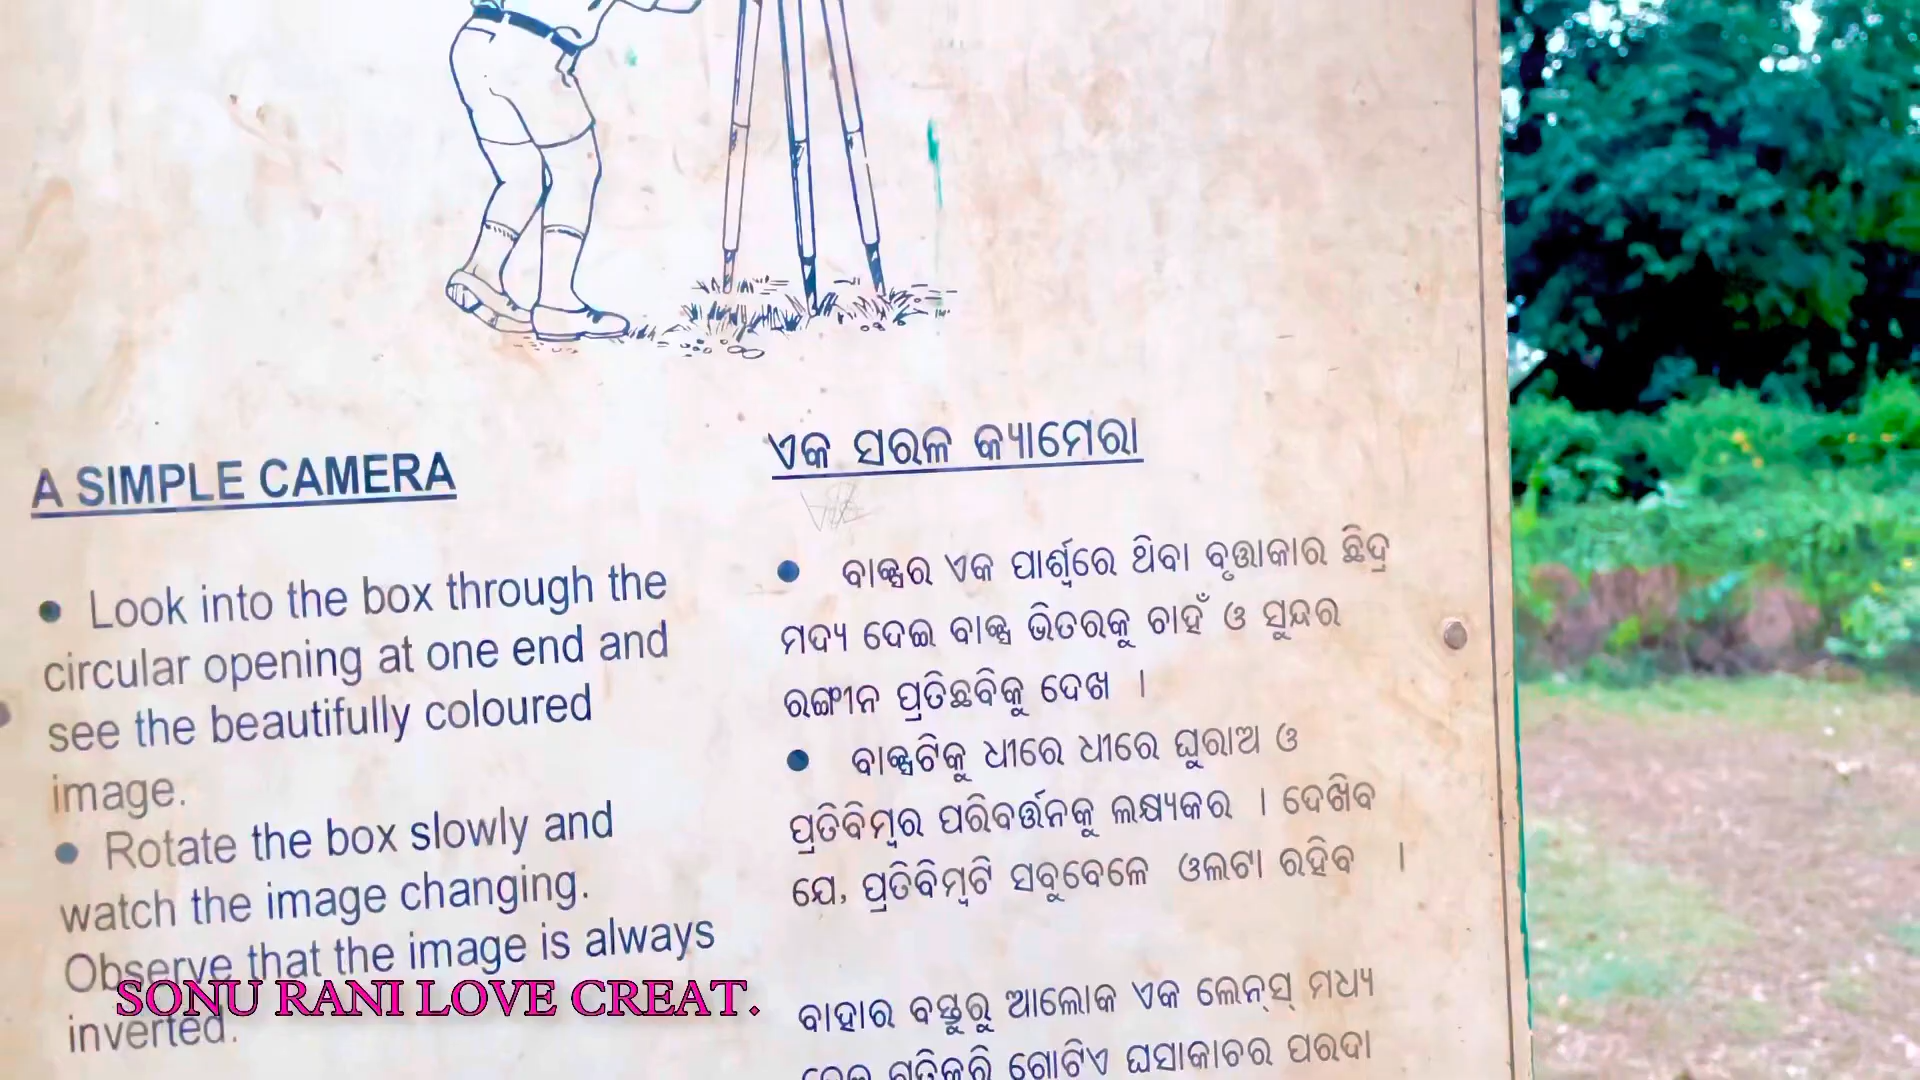 A SIMPLE CAMERA
• Look into the box through the
circular opening at one end and
see the beautifully coloured
image.
• Rotate the box slowly and
watch the image changing.
Observe that the image is always
inverted.
ଏକ ସରଳ କ୍ୟାମେରା
• ବାକ୍ସର ଏକ ପାର୍ଶ୍ଵରେ ଥିବା ବୃତ୍ତାକାର ଛିଦ୍ର
ମଦ୍ୟ ଦେଇ ବାକ୍ସ ଭିତରକୁ ଚାହଁ ଓ ସୁନ୍ଦର
ରଙ୍ଗୀନ ପ୍ରତିଛବିକୁ ଦେଖ ।
• ବାକ୍ସଟିକୁ ଧୀରେ ଧୀରେ ଘୁରାଅ ଓ
ପ୍ରତିବିମ୍ବର ପରିବର୍ତ୍ତନକୁ ଲକ୍ଷ୍ୟକର । ଦେଖିବ
ଯେ, ପ୍ରତିବିମ୍ବଟି ସବୁବେଳେ ଓଲଟା ରହିବ ।
ବାହାର ବସ୍ତୁରୁ ଆଲୋକ ଏକ ଲେନ୍‌ସ୍ ମଧ୍ୟ
ଗୋଟିଏ ଘସାକାଚର ପରଦା
SONU RANI LOVE CREAT.